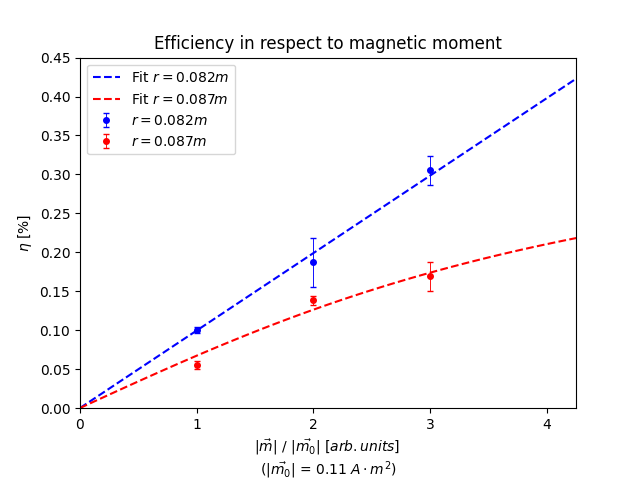 Efficiency in respect to magnetic moment
Fit r = 0.082m
Fit r = 0.087m
r = 0.082m
r = 0.087m
η [%]
0.45
0.40
0.35
0.30
0.25
0.20
0.15
0.10
0.05
0.00
0 1 2 3 4
|m⃗| / |m⃗₀| [arb.units]
(|m⃗₀| = 0.11 A · m²)